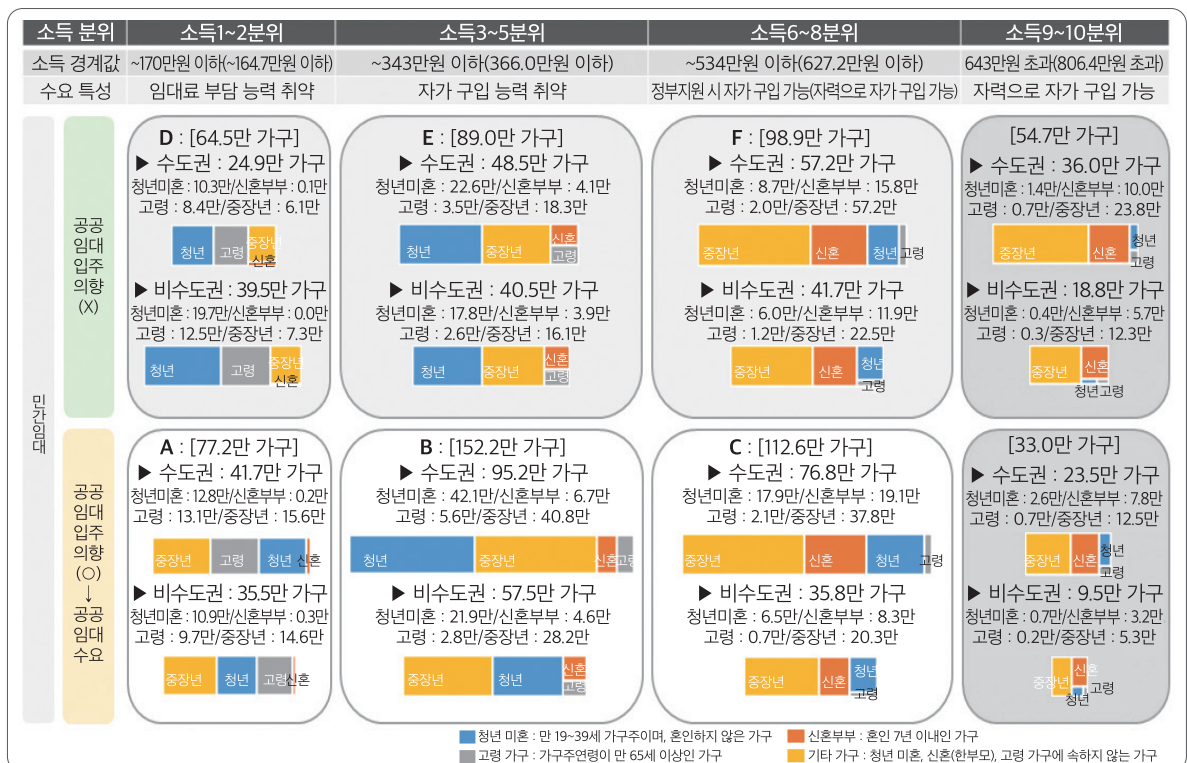 소득 분위 소득1~2분위 소득3~5분위 소득6~8분위 소득9~10분위
소득 경계값 ~170만원 이하(~164.7만원 이하) ~343만원 이하(366.0만원 이하) ~534만원 이하(627.2만원 이하) 643만원 초과(806.4만원 초과)
수요 특성 임대료 부담 능력 취약 자가 구입 능력 취약 정부지원 시 자가 구입 가능(자력으로 자가 구입 가능) 자력으로 자가 구입 가능
민간임대
공공
임대
입주
의향
(X)
D : [64.5만 가구]
▶ 수도권 : 24.9만 가구
청년미혼 : 10.3만/신혼부부 : 0.1만
고령 : 8.4만/중장년 : 6.1만
청년 고령 중장년
신혼
▶ 비수도권 : 39.5만 가구
청년미혼 : 19.7만/신혼부부 : 0.0만
고령 : 12.5만/중장년 : 7.3만
청년 고령 중장년
신혼
E : [89.0만 가구]
▶ 수도권 : 48.5만 가구
청년미혼 : 22.6만/신혼부부 : 4.1만
고령 : 3.5만/중장년 : 18.3만
청년 중장년 신혼
고령
▶ 비수도권 : 40.5만 가구
청년미혼 : 17.8만/신혼부부 : 3.9만
고령 : 2.6만/중장년 : 16.1만
청년 중장년 신혼
고령
F : [98.9만 가구]
▶ 수도권 : 57.2만 가구
청년미혼 : 8.7만/신혼부부 : 15.8만
고령 : 2.0만/중장년 : 57.2만
중장년 신혼 청년 고령
▶ 비수도권 : 41.7만 가구
청년미혼 : 6.0만/신혼부부 : 11.9만
고령 : 1.2만/중장년 : 22.5만
중장년 신혼 청년
고령
[54.7만 가구]
▶ 수도권 : 36.0만 가구
청년미혼 : 1.4만/신혼부부 : 10.0만
고령 : 0.7만/중장년 : 23.8만
중장년 신혼 청년
고령
▶ 비수도권 : 18.8만 가구
청년미혼 : 0.4만/신혼부부 : 5.7만
고령 : 0.3/중장년 : 12.3만
중장년 신혼
청년 고령
공공
임대
입주
의향
(○)
↓
공공
임대
수요
A : [77.2만 가구]
▶ 수도권 : 41.7만 가구
청년미혼 : 12.8만/신혼부부 : 0.2만
고령 : 13.1만/중장년 : 15.6만
중장년 고령 청년 신혼
▶ 비수도권 : 35.5만 가구
청년미혼 : 10.9만/신혼부부 : 0.3만
고령 : 9.7만/중장년 : 14.6만
중장년 청년 고령 신혼
B : [152.2만 가구]
▶ 수도권 : 95.2만 가구
청년미혼 : 42.1만/신혼부부 : 6.7만
고령 : 5.6만/중장년 : 40.8만
청년 중장년 신혼 고령
▶ 비수도권 : 57.5만 가구
청년미혼 : 21.9만/신혼부부 : 4.6만
고령 : 2.8만/중장년 : 28.2만
중장년 청년 신혼
고령
C : [112.6만 가구]
▶ 수도권 : 76.8만 가구
청년미혼 : 17.9만/신혼부부 : 19.1만
고령 : 2.1만/중장년 : 37.8만
중장년 신혼 청년 고령
▶ 비수도권 : 35.8만 가구
청년미혼 : 6.5만/신혼부부 : 8.3만
고령 : 0.7만/중장년 : 20.3만
중장년 신혼 청년
고령
[33.0만 가구]
▶ 수도권 : 23.5만 가구
청년미혼 : 2.6만/신혼부부 : 7.8만
고령 : 0.7만/중장년 : 12.5만
중장년 신혼 청년
고령
▶ 비수도권 : 9.5만 가구
청년미혼 : 0.7만/신혼부부 : 3.2만
고령 : 0.2만/중장년 : 5.3만
신혼
중장년 고령
청년
청년 미혼 : 만 19~39세 가구주이며, 혼인하지 않은 가구 신혼부부 : 혼인 7년 이내인 가구
고령 가구 : 가구주연령이 만 65세 이상인 가구 기타 가구 : 청년 미혼, 신혼(한부모), 고령 가구에 속하지 않는 가구